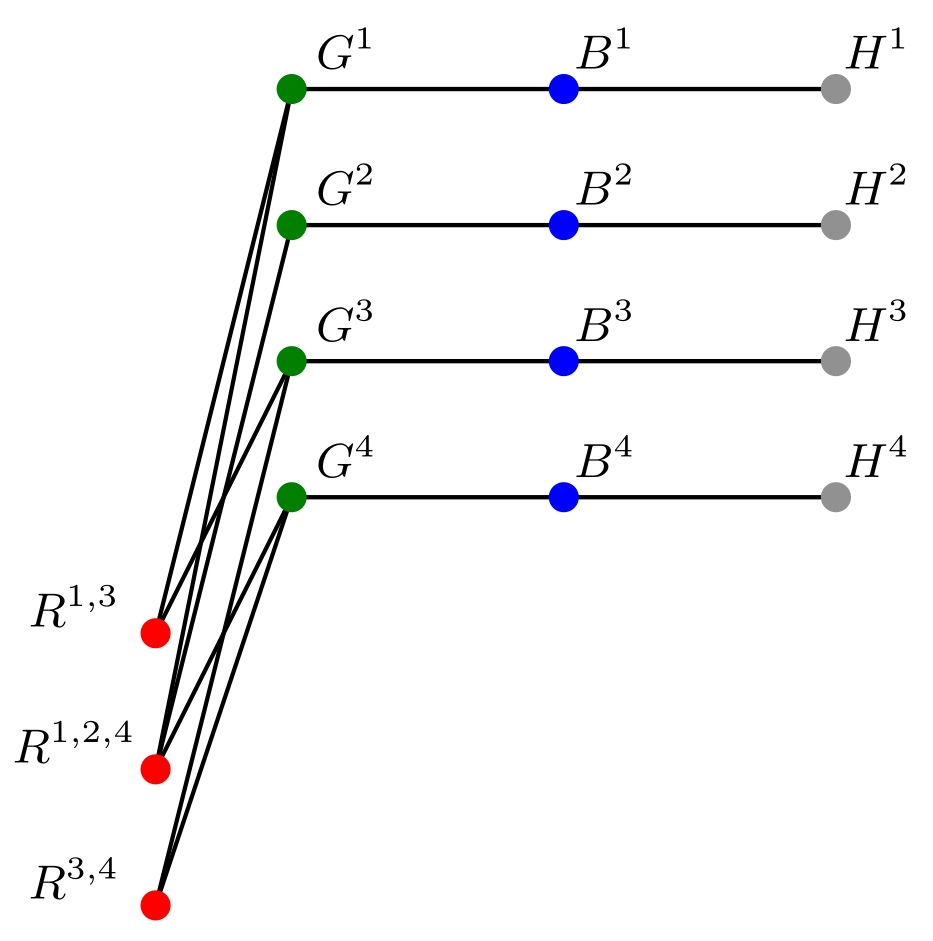 G^1 B^1 H^1
G^2 B^2 H^2
G^3 B^3 H^3
G^4 B^4 H^4
R^{1,3}
R^{1,2,4}
R^{3,4}